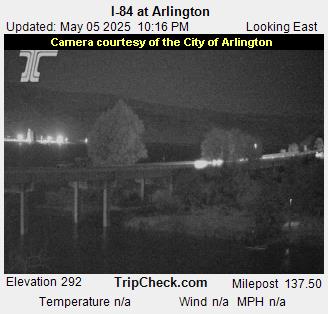 I-84 at Arlington
Updated: May 05 2025 10:16 PM Looking East
Camera courtesy of the City of Arlington
Elevation 292 TripCheck.com Milepost 137.50
Temperature n/a Wind n/a MPH n/a